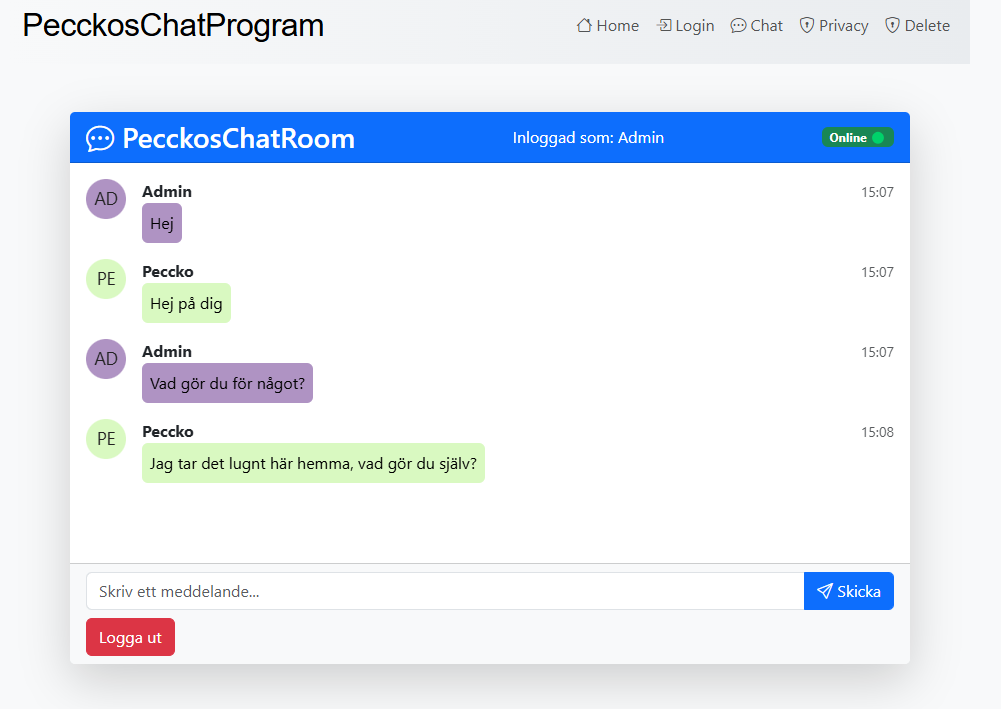 PecckosChatProgram
Home Login Chat Privacy Delete
PecckosChatRoom Inloggad som: Admin Online
AD Admin 15:07
Hej
PE Peccko 15:07
Hej på dig
AD Admin 15:07
Vad gör du för något?
PE Peccko 15:08
Jag tar det lugnt här hemma, vad gör du själv?
Skriv ett meddelande... Skicka
Logga ut